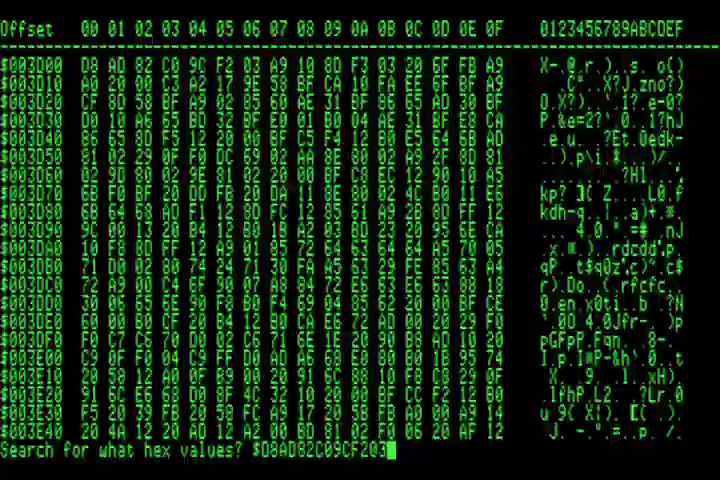 Offset 00 01 02 03 04 05 06 07 08 09 0A 0B 0C 0D 0E 0F 0123456789ABCDEF
$003D00 D8 AD 82 C0 9C F2 03 A9 10 8D F3 03 20 6F FB A9
$003D10 A0 20 00 C3 A2 17 9E 58 BF CA 10 FA EE 6F BF A9
$003D20 CF 8D 58 BF A9 02 85 60 AE 31 BF 86 65 AD 30 BF
$003D30 D0 10 A6 65 BD 32 BF E0 01 B0 04 AE 31 BF E8 CA
$003D40 86 65 8D F5 12 20 00 BF C5 F4 12 B0 E5 64 6B AD
$003D50 81 02 29 0F F0 DC 69 02 AA 8E 80 02 A9 2F 8D 81
$003D60 02 9D 80 02 9E 81 02 20 00 BF C8 EC 12 90 10 A5
$003D70 6B F0 BF 20 DD FB 20 DA 11 8E 80 02 4C B0 11 E6
$003D80 6B 64 68 AD F1 12 8D FC 12 85 61 A9 2B 8D FF 12
$003D90 9C 00 13 20 B4 12 B0 1B A2 03 BD 23 20 95 6E CA
$003DA0 10 F8 8D FF 12 A9 01 85 72 64 63 64 64 A5 70 05
$003DB0 71 D0 02 80 74 24 71 30 FA A5 63 29 FE 85 63 A4
$003DC0 72 A9 00 C4 6F 90 07 A8 84 72 E6 63 E6 63 88 18
$003DD0 30 06 65 6E 90 F8 B0 F4 69 04 85 62 20 00 BF CE
$003DE0 60 00 80 CF 20 B4 12 B0 CA E6 72 AD 00 20 29 F0
$003DF0 F0 C7 C6 70 D0 02 C6 71 6E 1E 20 90 B8 AD 10 20
$003E00 C9 0F F0 04 C9 FF D0 AD A6 68 E0 80 80 1B 95 74
$003E10 20 58 12 A0 0F B9 00 20 91 6C 88 10 F8 C8 29 0F
$003E20 91 6C E6 68 D0 8F 4C 32 10 20 00 BF CC F2 12 B0
$003E30 F5 20 39 FB 20 58 FC A9 17 20 5B FB A0 00 A9 14
$003E40 20 4A 12 AD A2 12 A0 00 BD 81 02 F0 06 20 AF 12
Search for what hex values? $D8AD82C09CF203